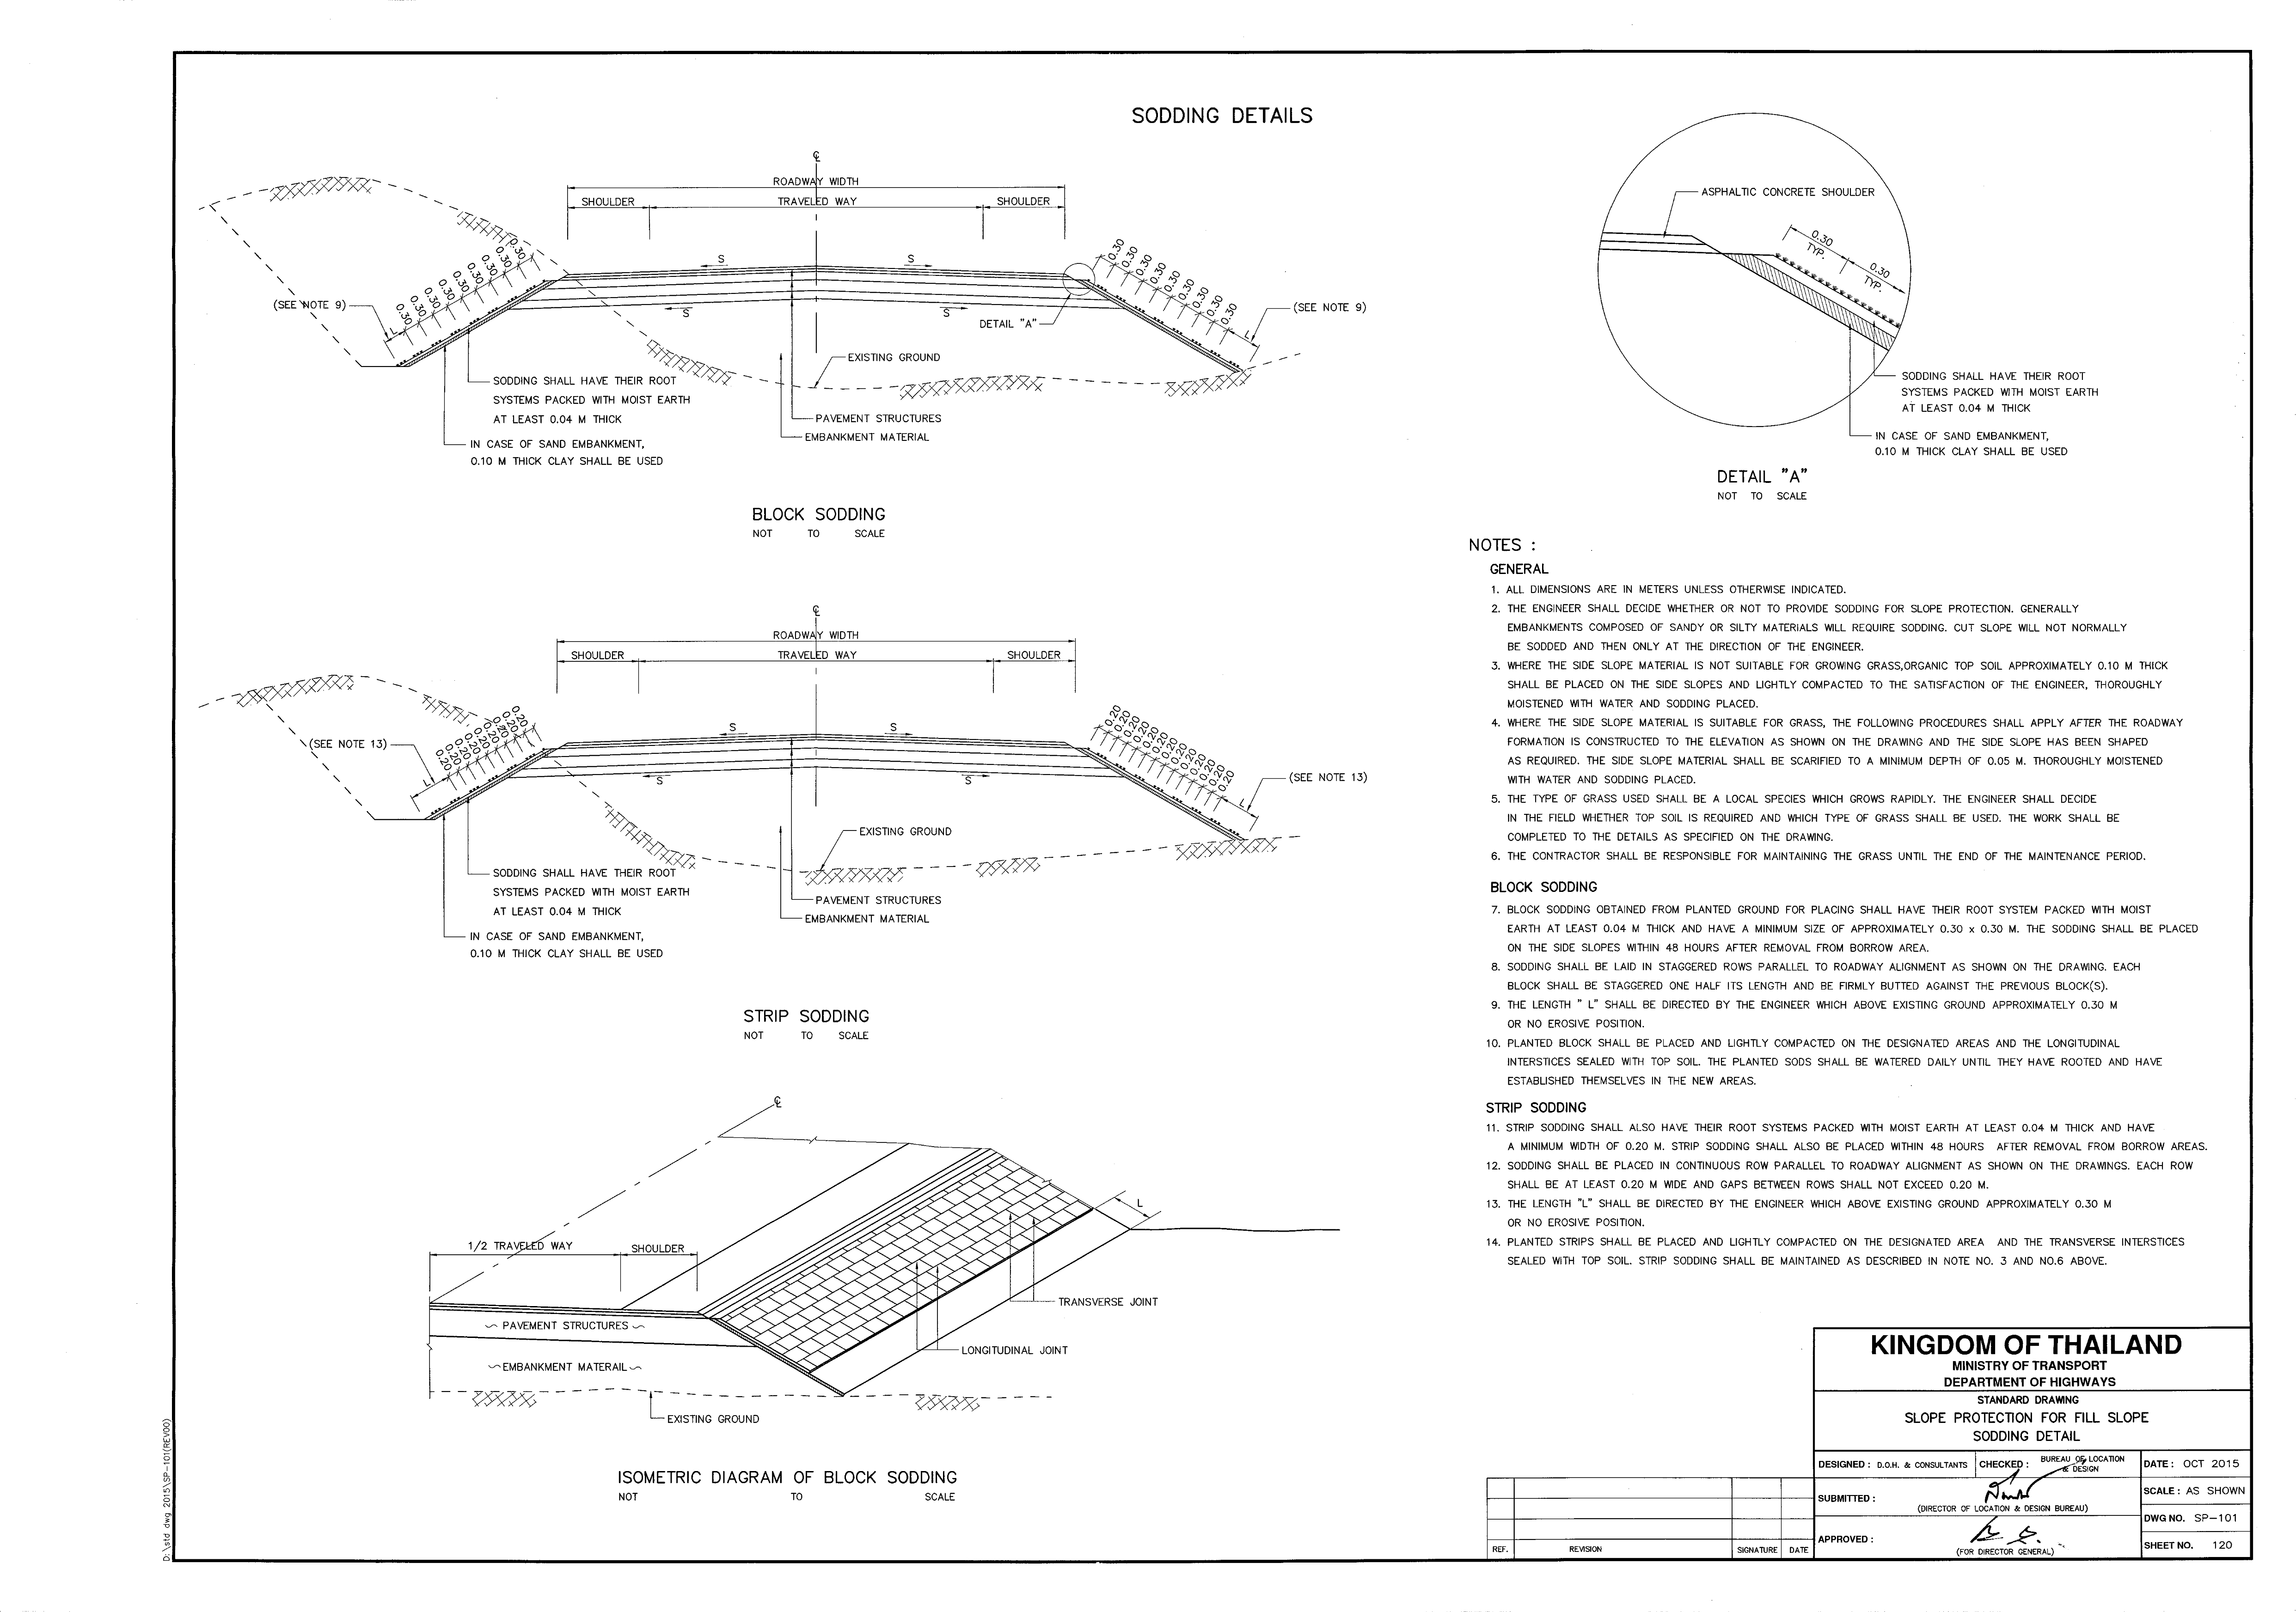 SODDING DETAILS
℄
ROADWAY WIDTH
SHOULDER
TRAVELED WAY
SHOULDER
0.30
0.30
0.30
0.30
0.30
0.30
0.30
0.30
S
S
0.30
0.30
0.30
0.30
0.30
0.30
0.30
0.30
0.30
(SEE NOTE 9)
L
S
S
DETAIL "A"
L
(SEE NOTE 9)
EXISTING GROUND
SODDING SHALL HAVE THEIR ROOT
SYSTEMS PACKED WITH MOIST EARTH
AT LEAST 0.04 M THICK
PAVEMENT STRUCTURES
EMBANKMENT MATERIAL
IN CASE OF SAND EMBANKMENT,
0.10 M THICK CLAY SHALL BE USED
BLOCK SODDING
NOT TO SCALE
ASPHALTIC CONCRETE SHOULDER
0.30
TYP.
0.30
TYP.
SODDING SHALL HAVE THEIR ROOT
SYSTEMS PACKED WITH MOIST EARTH
AT LEAST 0.04 M THICK
IN CASE OF SAND EMBANKMENT,
0.10 M THICK CLAY SHALL BE USED
DETAIL "A"
NOT TO SCALE
℄
ROADWAY WIDTH
SHOULDER
TRAVELED WAY
SHOULDER
0.20
0.20
0.20
0.20
0.20
0.20
0.20
0.20
0.20
S
S
0.20
0.20
0.20
0.20
0.20
0.20
0.20
0.20
0.20
0.20
0.20
0.20
0.20
(SEE NOTE 13)
L
S
S
L
(SEE NOTE 13)
EXISTING GROUND
SODDING SHALL HAVE THEIR ROOT
SYSTEMS PACKED WITH MOIST EARTH
AT LEAST 0.04 M THICK
PAVEMENT STRUCTURES
EMBANKMENT MATERIAL
IN CASE OF SAND EMBANKMENT,
0.10 M THICK CLAY SHALL BE USED
STRIP SODDING
NOT TO SCALE
℄
L
1/2 TRAVELED WAY
SHOULDER
PAVEMENT STRUCTURES
EMBANKMENT MATERAIL
TRANSVERSE JOINT
LONGITUDINAL JOINT
EXISTING GROUND
ISOMETRIC DIAGRAM OF BLOCK SODDING
NOT TO SCALE
NOTES :
GENERAL
1. ALL DIMENSIONS ARE IN METERS UNLESS OTHERWISE INDICATED.
2. THE ENGINEER SHALL DECIDE WHETHER OR NOT TO PROVIDE SODDING FOR SLOPE PROTECTION. GENERALLY
EMBANKMENTS COMPOSED OF SANDY OR SILTY MATERIALS WILL REQUIRE SODDING. CUT SLOPE WILL NOT NORMALLY
BE SODDED AND THEN ONLY AT THE DIRECTION OF THE ENGINEER.
3. WHERE THE SIDE SLOPE MATERIAL IS NOT SUITABLE FOR GROWING GRASS,ORGANIC TOP SOIL APPROXIMATELY 0.10 M THICK
SHALL BE PLACED ON THE SIDE SLOPES AND LIGHTLY COMPACTED TO THE SATISFACTION OF THE ENGINEER, THOROUGHLY
MOISTENED WITH WATER AND SODDING PLACED.
4. WHERE THE SIDE SLOPE MATERIAL IS SUITABLE FOR GRASS, THE FOLLOWING PROCEDURES SHALL APPLY AFTER THE ROADWAY
FORMATION IS CONSTRUCTED TO THE ELEVATION AS SHOWN ON THE DRAWING AND THE SIDE SLOPE HAS BEEN SHAPED
AS REQUIRED. THE SIDE SLOPE MATERIAL SHALL BE SCARIFIED TO A MINIMUM DEPTH OF 0.05 M. THOROUGHLY MOISTENED
WITH WATER AND SODDING PLACED.
5. THE TYPE OF GRASS USED SHALL BE A LOCAL SPECIES WHICH GROWS RAPIDLY. THE ENGINEER SHALL DECIDE
IN THE FIELD WHETHER TOP SOIL IS REQUIRED AND WHICH TYPE OF GRASS SHALL BE USED. THE WORK SHALL BE
COMPLETED TO THE DETAILS AS SPECIFIED ON THE DRAWING.
6. THE CONTRACTOR SHALL BE RESPONSIBLE FOR MAINTAINING THE GRASS UNTIL THE END OF THE MAINTENANCE PERIOD.
BLOCK SODDING
7. BLOCK SODDING OBTAINED FROM PLANTED GROUND FOR PLACING SHALL HAVE THEIR ROOT SYSTEM PACKED WITH MOIST
EARTH AT LEAST 0.04 M THICK AND HAVE A MINIMUM SIZE OF APPROXIMATELY 0.30 x 0.30 M. THE SODDING SHALL BE PLACED
ON THE SIDE SLOPES WITHIN 48 HOURS AFTER REMOVAL FROM BORROW AREA.
8. SODDING SHALL BE LAID IN STAGGERED ROWS PARALLEL TO ROADWAY ALIGNMENT AS SHOWN ON THE DRAWING. EACH
BLOCK SHALL BE STAGGERED ONE HALF ITS LENGTH AND BE FIRMLY BUTTED AGAINST THE PREVIOUS BLOCK(S).
9. THE LENGTH " L" SHALL BE DIRECTED BY THE ENGINEER WHICH ABOVE EXISTING GROUND APPROXIMATELY 0.30 M
OR NO EROSIVE POSITION.
10. PLANTED BLOCK SHALL BE PLACED AND LIGHTLY COMPACTED ON THE DESIGNATED AREAS AND THE LONGITUDINAL
INTERSTICES SEALED WITH TOP SOIL. THE PLANTED SODS SHALL BE WATERED DAILY UNTIL THEY HAVE ROOTED AND HAVE
ESTABLISHED THEMSELVES IN THE NEW AREAS.
STRIP SODDING
11. STRIP SODDING SHALL ALSO HAVE THEIR ROOT SYSTEMS PACKED WITH MOIST EARTH AT LEAST 0.04 M THICK AND HAVE
A MINIMUM WIDTH OF 0.20 M. STRIP SODDING SHALL ALSO BE PLACED WITHIN 48 HOURS AFTER REMOVAL FROM BORROW AREAS.
12. SODDING SHALL BE PLACED IN CONTINUOUS ROW PARALLEL TO ROADWAY ALIGNMENT AS SHOWN ON THE DRAWINGS. EACH ROW
SHALL BE AT LEAST 0.20 M WIDE AND GAPS BETWEEN ROWS SHALL NOT EXCEED 0.20 M.
13. THE LENGTH "L" SHALL BE DIRECTED BY THE ENGINEER WHICH ABOVE EXISTING GROUND APPROXIMATELY 0.30 M
OR NO EROSIVE POSITION.
14. PLANTED STRIPS SHALL BE PLACED AND LIGHTLY COMPACTED ON THE DESIGNATED AREA AND THE TRANSVERSE INTERSTICES
SEALED WITH TOP SOIL. STRIP SODDING SHALL BE MAINTAINED AS DESCRIBED IN NOTE NO. 3 AND NO.6 ABOVE.
KINGDOM OF THAILAND
MINISTRY OF TRANSPORT
DEPARTMENT OF HIGHWAYS
STANDARD DRAWING
SLOPE PROTECTION FOR FILL SLOPE
SODDING DETAIL
DESIGNED : D.O.H. & CONSULTANTS
CHECKED : BUREAU OF LOCATION
& DESIGN
DATE : OCT 2015
SUBMITTED :
(DIRECTOR OF LOCATION & DESIGN BUREAU)
SCALE : AS SHOWN
DWG NO. SP-101
APPROVED :
(FOR DIRECTOR GENERAL)
SHEET NO. 120
REF.
REVISION
SIGNATURE
DATE
D:\std dwg 2015\SP-101(REV00)